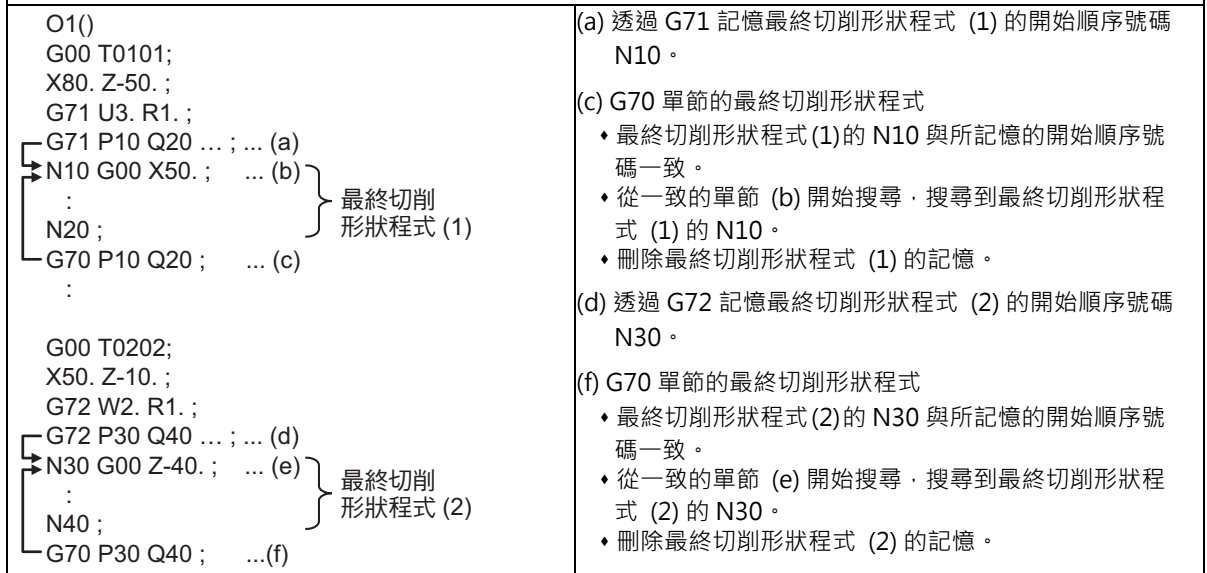 O1()
G00 T0101;
X80. Z-50. ;
G71 U3. R1. ;
G71 P10 Q20 … ; ... (a)
N10 G00 X50. ; ... (b)
:
N20 ;
最終切削
形狀程式 (1)
G70 P10 Q20 ; ... (c)
:
G00 T0202;
X50. Z-10. ;
G72 W2. R1. ;
G72 P30 Q40 … ; ... (d)
N30 G00 Z-40. ; ... (e)
:
N40 ;
最終切削
形狀程式 (2)
G70 P30 Q40 ; ...(f)
(a) 透過 G71 記憶最終切削形狀程式 (1) 的開始順序號碼
N10。
(c) G70 單節的最終切削形狀程式
♦ 最終切削形狀程式(1)的 N10 與所記憶的開始順序號
碼一致。
♦ 從一致的單節 (b) 開始搜尋，搜尋到最終切削形狀程
式 (1) 的 N10。
♦ 刪除最終切削形狀程式 (1) 的記憶。
(d) 透過 G72 記憶最終切削形狀程式 (2) 的開始順序號碼
N30。
(f) G70 單節的最終切削形狀程式
♦ 最終切削形狀程式(2)的 N30 與所記憶的開始順序號
碼一致。
♦ 從一致的單節 (e) 開始搜尋，搜尋到最終切削形狀程
式 (2) 的 N30。
♦ 刪除最終切削形狀程式 (2) 的記憶。